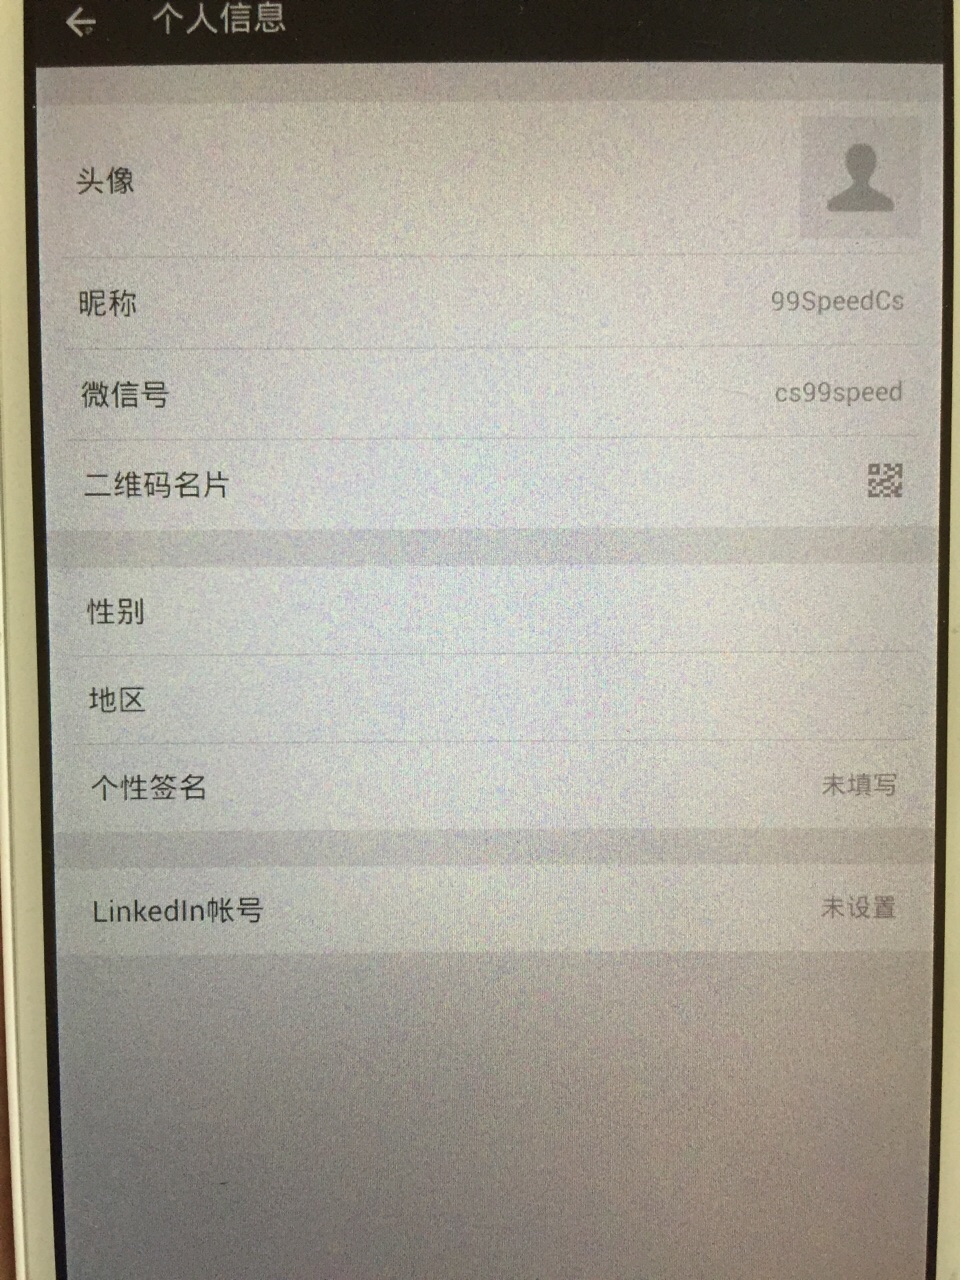 个人信息
头像
昵称 99SpeedCs
微信号 cs99speed
二维码名片
性别
地区
个性签名 未填写
LinkedIn帐号 未设置